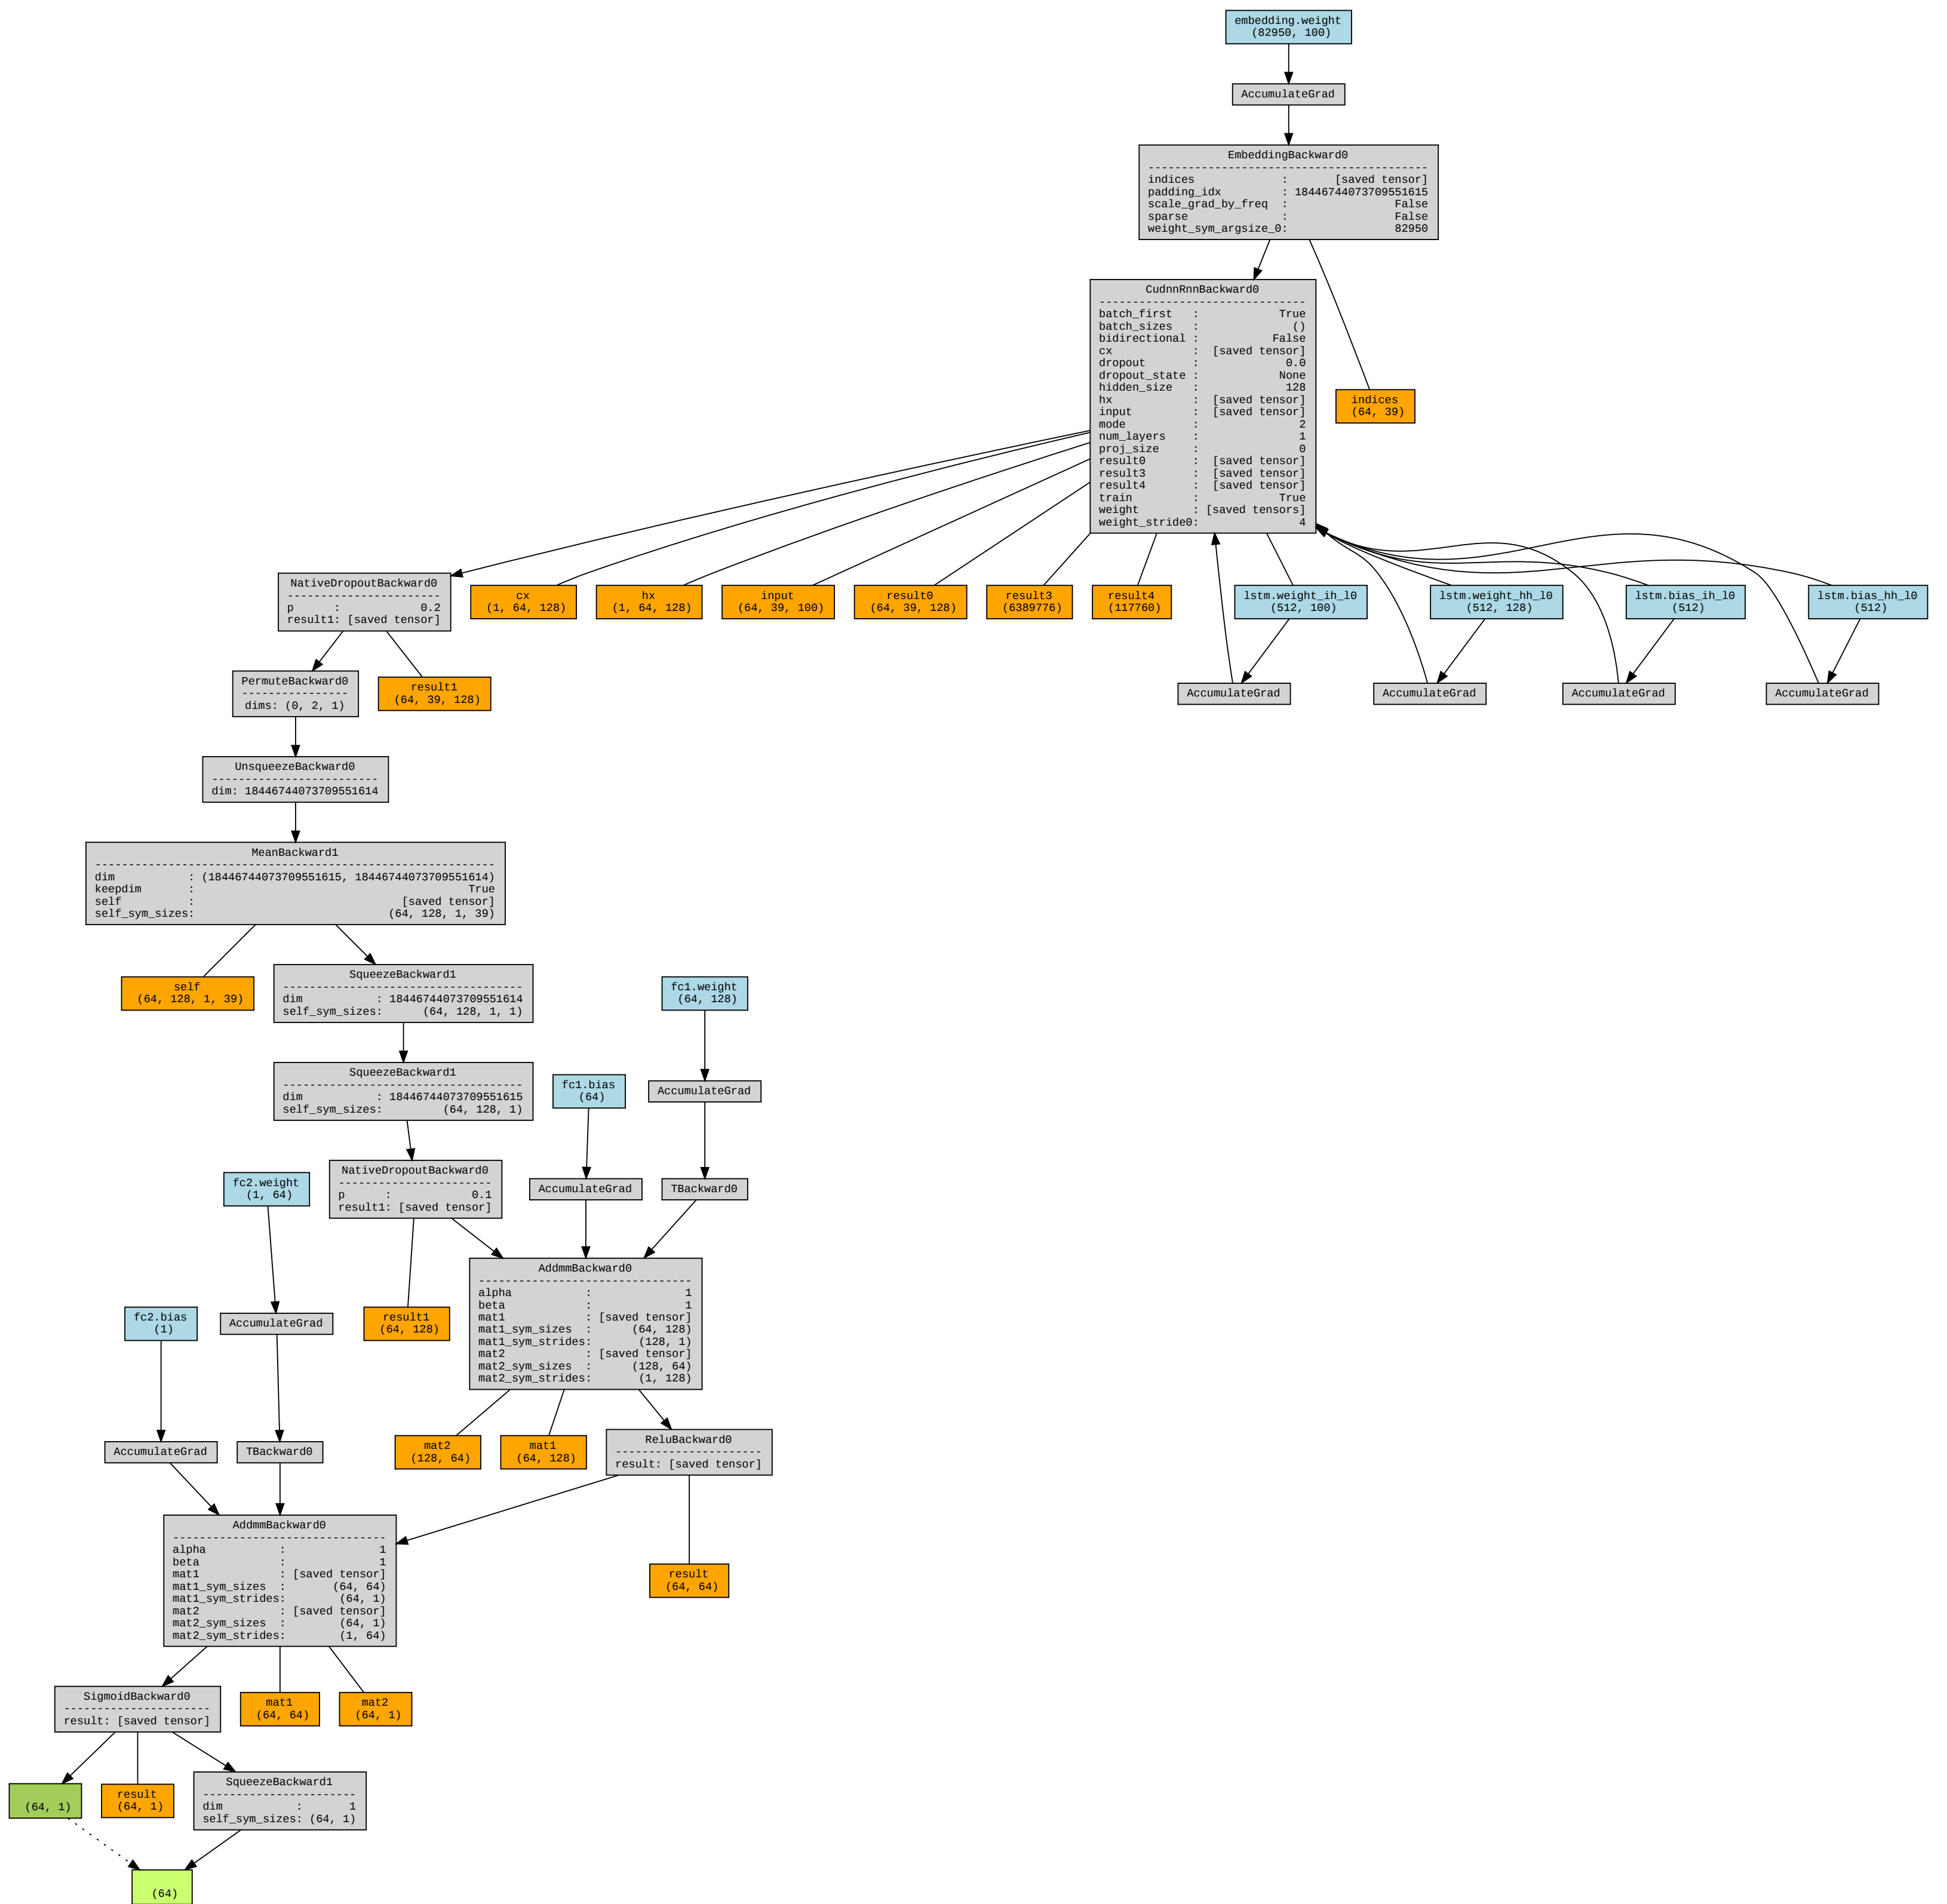 embedding.weight
(82950, 100)
AccumulateGrad
EmbeddingBackward0
------------------------------------------
indices             :       [saved tensor]
padding_idx         : 18446744073709551615
scale_grad_by_freq  :                False
sparse              :                False
weight_sym_argsize_0:                82950
CudnnRnnBackward0
-------------------------------
batch_first   :            True
batch_sizes   :              ()
bidirectional :           False
cx            :  [saved tensor]
dropout       :             0.0
dropout_state :            None
hidden_size   :             128
hx            :  [saved tensor]
input         :  [saved tensor]
mode          :               2
num_layers    :               1
proj_size     :               0
result0       :  [saved tensor]
result3       :  [saved tensor]
result4       :  [saved tensor]
train         :            True
weight        : [saved tensors]
weight_stride0:               4
indices
(64, 39)
NativeDropoutBackward0
-----------------------
p      :            0.2
result1: [saved tensor]
cx
(1, 64, 128)
hx
(1, 64, 128)
input
(64, 39, 100)
result0
(64, 39, 128)
result3
(6389776)
result4
(117760)
lstm.weight_ih_l0
(512, 100)
lstm.weight_hh_l0
(512, 128)
lstm.bias_ih_l0
(512)
lstm.bias_hh_l0
(512)
PermuteBackward0
----------------
dims: (0, 2, 1)
result1
(64, 39, 128)
AccumulateGrad
AccumulateGrad
AccumulateGrad
AccumulateGrad
UnsqueezeBackward0
-------------------------
dim: 18446744073709551614
MeanBackward1
------------------------------------------------------------
dim           : (18446744073709551615, 18446744073709551614)
keepdim       :                                         True
self          :                               [saved tensor]
self_sym_sizes:                             (64, 128, 1, 39)
self
(64, 128, 1, 39)
SqueezeBackward1
------------------------------------
dim           : 18446744073709551614
self_sym_sizes:      (64, 128, 1, 1)
fc1.weight
(64, 128)
SqueezeBackward1
------------------------------------
dim           : 18446744073709551615
self_sym_sizes:         (64, 128, 1)
fc1.bias
(64)
AccumulateGrad
fc2.weight
(1, 64)
NativeDropoutBackward0
-----------------------
p      :            0.1
result1: [saved tensor]
AccumulateGrad
TBackward0
fc2.bias
(1)
AccumulateGrad
result1
(64, 128)
AddmmBackward0
--------------------------------
alpha           :              1
beta            :              1
mat1            : [saved tensor]
mat1_sym_sizes  :      (64, 128)
mat1_sym_strides:       (128, 1)
mat2            : [saved tensor]
mat2_sym_sizes  :      (128, 64)
mat2_sym_strides:       (1, 128)
AccumulateGrad
TBackward0
mat2
(128, 64)
mat1
(64, 128)
ReluBackward0
----------------------
result: [saved tensor]
AddmmBackward0
--------------------------------
alpha           :              1
beta            :              1
mat1            : [saved tensor]
mat1_sym_sizes  :       (64, 64)
mat1_sym_strides:        (64, 1)
mat2            : [saved tensor]
mat2_sym_sizes  :        (64, 1)
mat2_sym_strides:        (1, 64)
result
(64, 64)
SigmoidBackward0
----------------------
result: [saved tensor]
mat1
(64, 64)
mat2
(64, 1)
(64, 1)
result
(64, 1)
SqueezeBackward1
-----------------------
dim           :       1
self_sym_sizes: (64, 1)
(64)